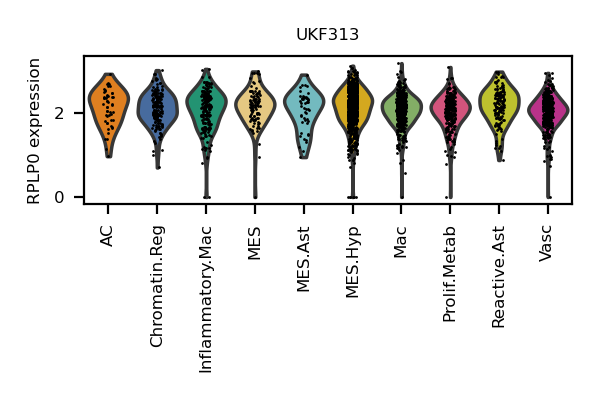 UKF313
RPLP0 expression
2
0
AC
Chromatin.Reg
Inflammatory.Mac
MES
MES.Ast
MES.Hyp
Mac
Prolif.Metab
Reactive.Ast
Vasc